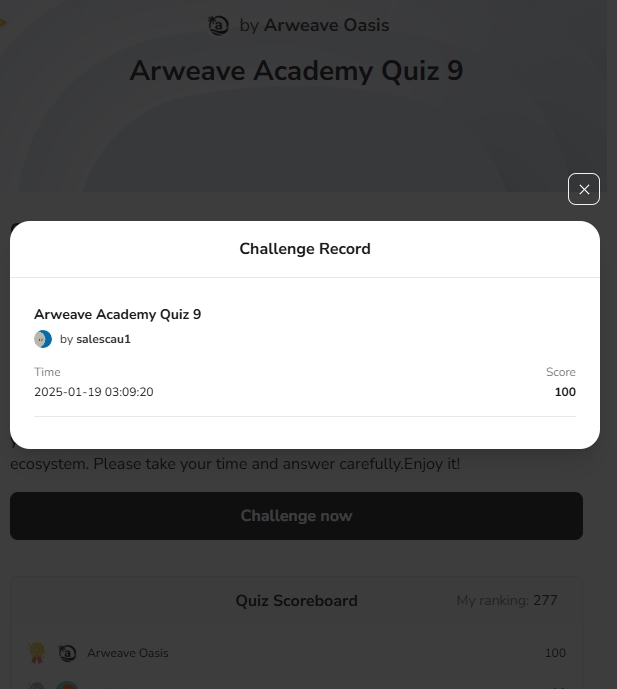 by Arweave Oasis
Arweave Academy Quiz 9
Challenge Record
Arweave Academy Quiz 9
by salescau1
Time
Score
2025-01-19 03:09:20
100
ecosystem. Please take your time and answer carefully.Enjoy it!
Challenge now
Quiz Scoreboard
My ranking: 277
Arweave Oasis
100